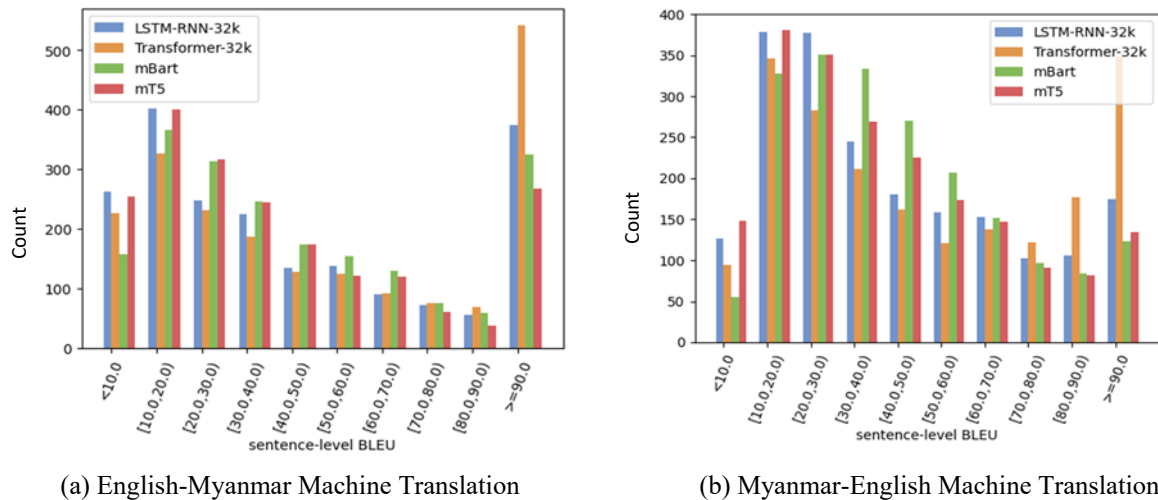 LSTM-RNN-32k
Transformer-32k
mBart
mT5
500
400
300
200
100
0
Count
<10.0
[10.0,20.0)
[20.0,30.0)
[30.0,40.0)
[40.0,50.0)
[50.0,60.0)
[60.0,70.0)
[70.0,80.0)
[80.0,90.0)
>=90.0
sentence-level BLEU
(a) English-Myanmar Machine Translation
LSTM-RNN-32k
Transformer-32k
mBart
mT5
400
350
300
250
200
150
100
50
0
Count
<10.0
[10.0,20.0)
[20.0,30.0)
[30.0,40.0)
[40.0,50.0)
[50.0,60.0)
[60.0,70.0)
[70.0,80.0)
[80.0,90.0)
>=90.0
sentence-level BLEU
(b) Myanmar-English Machine Translation